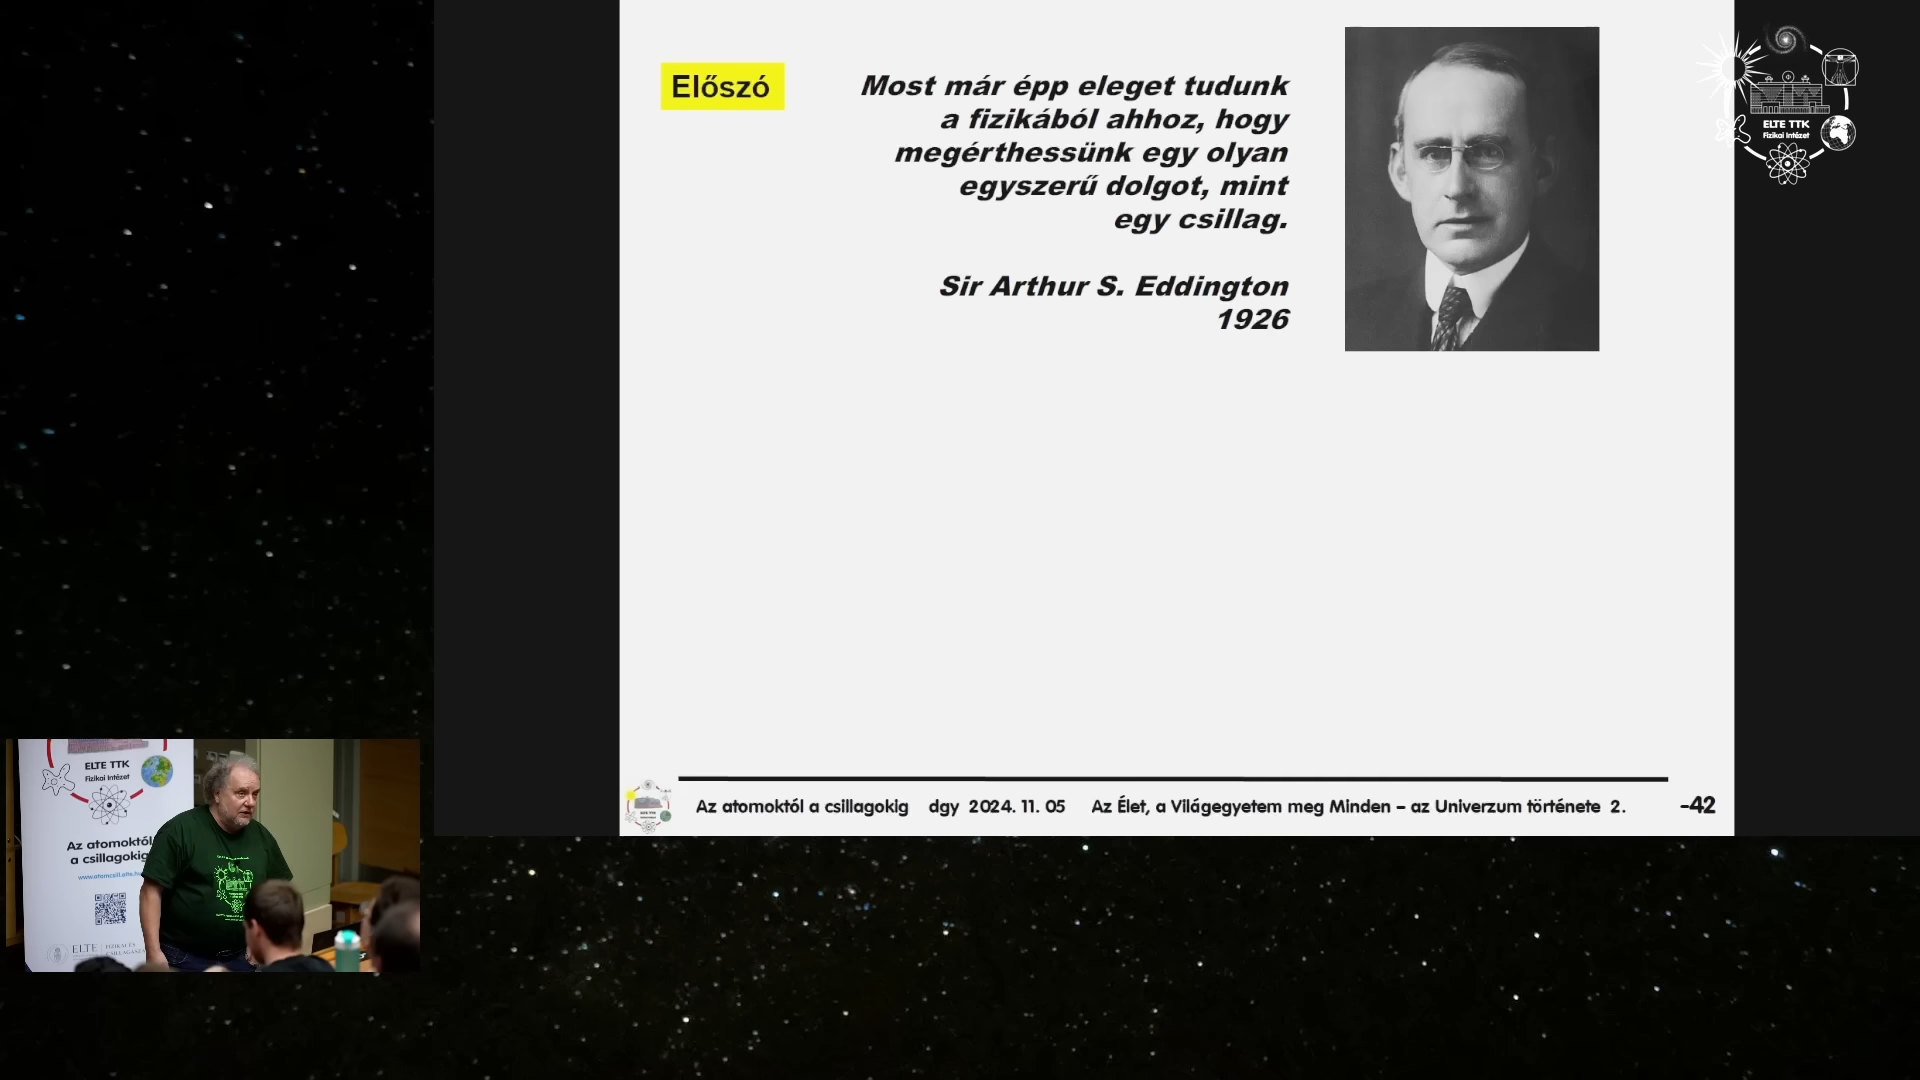 Előszó
Most már épp eleget tudunk
a fizikából ahhoz, hogy
megérthessünk egy olyan
egyszerű dolgot, mint
egy csillag.
Sir Arthur S. Eddington
1926
ELTE TTK
Fizikai Intézet
Az atomoktól a csillagokig dgy 2024. 11. 05 Az Élet, a Világegyetem meg Minden – az Univerzum története 2. -42
ELTE TTK
Fizikai Intézet
Az atomoktól
a csillagokig
ELTE